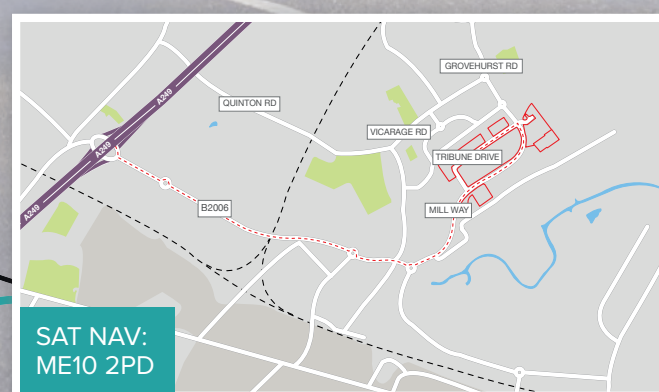 A249
GROVEHURST RD
QUINTON RD
VICARAGE RD
A249
TRIBUNE DRIVE
A249
B2006
MILL WAY
SAT NAV:
ME10 2PD